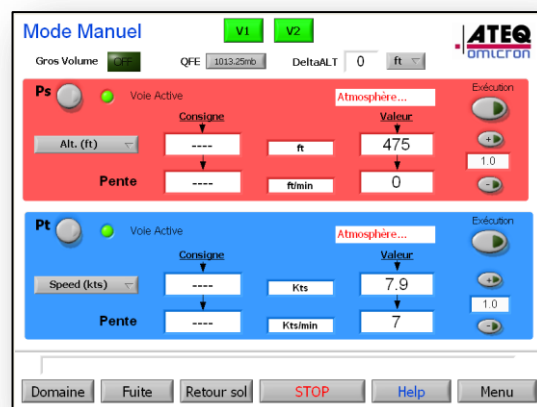 Mode Manuel V1 V2 ATEQ
omicron
Gros Volume OFF QFE 1013.25mb DeltaALT 0 ft
Ps Voie Active Atmosphère... Exécution
Consigne Valeur
Alt. (ft) ---- ft 475 +
1.0
Pente ---- ft/min 0 -
Pt Voie Active Atmosphère... Exécution
Consigne Valeur
Speed (kts) ---- Kts 7.9 +
1.0
Pente ---- Kts/min 7 -
Domaine Fuite Retour sol STOP Help Menu